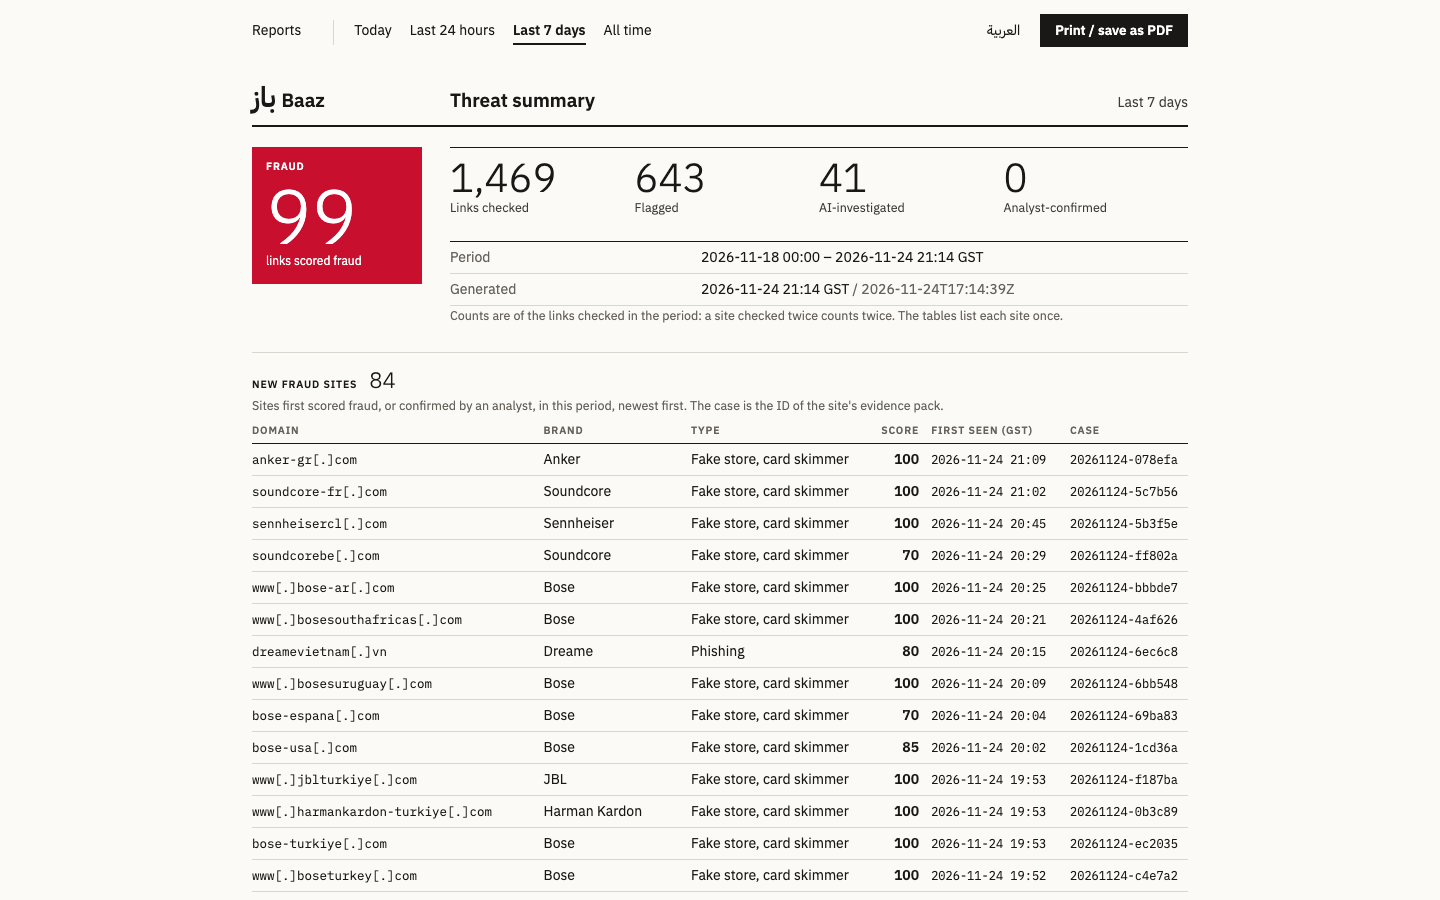 Reports Today Last 24 hours Last 7 days All time العربية Print / save as PDF
باز Baaz Threat summary Last 7 days
FRAUD
99
links scored fraud
1,469 643 41 0
Links checked Flagged AI-investigated Analyst-confirmed
Period 2026-11-18 00:00 – 2026-11-24 21:14 GST
Generated 2026-11-24 21:14 GST / 2026-11-24T17:14:39Z
Counts are of the links checked in the period: a site checked twice counts twice. The tables list each site once.
NEW FRAUD SITES 84
Sites first scored fraud, or confirmed by an analyst, in this period, newest first. The case is the ID of the site's evidence pack.
DOMAIN BRAND TYPE SCORE FIRST SEEN (GST) CASE
anker-gr[.]com Anker Fake store, card skimmer 100 2026-11-24 21:09 20261124-078efa
soundcore-fr[.]com Soundcore Fake store, card skimmer 100 2026-11-24 21:02 20261124-5c7b56
sennheisercl[.]com Sennheiser Fake store, card skimmer 100 2026-11-24 20:45 20261124-5b3f5e
soundcorebe[.]com Soundcore Fake store, card skimmer 70 2026-11-24 20:29 20261124-ff802a
www[.]bose-ar[.]com Bose Fake store, card skimmer 100 2026-11-24 20:25 20261124-bbbde7
www[.]bosesouthafricas[.]com Bose Fake store, card skimmer 100 2026-11-24 20:21 20261124-4af626
dreamevietnam[.]vn Dreame Phishing 80 2026-11-24 20:15 20261124-6ec6c8
www[.]bosesuruguay[.]com Bose Fake store, card skimmer 100 2026-11-24 20:09 20261124-6bb548
bose-espana[.]com Bose Fake store, card skimmer 70 2026-11-24 20:04 20261124-69ba83
bose-usa[.]com Bose Fake store, card skimmer 85 2026-11-24 20:02 20261124-1cd36a
www[.]jblturkiye[.]com JBL Fake store, card skimmer 100 2026-11-24 19:53 20261124-f187ba
www[.]harmankardon-turkiye[.]com Harman Kardon Fake store, card skimmer 100 2026-11-24 19:53 20261124-0b3c89
bose-turkiye[.]com Bose Fake store, card skimmer 100 2026-11-24 19:53 20261124-ec2035
www[.]boseturkey[.]com Bose Fake store, card skimmer 100 2026-11-24 19:52 20261124-c4e7a2